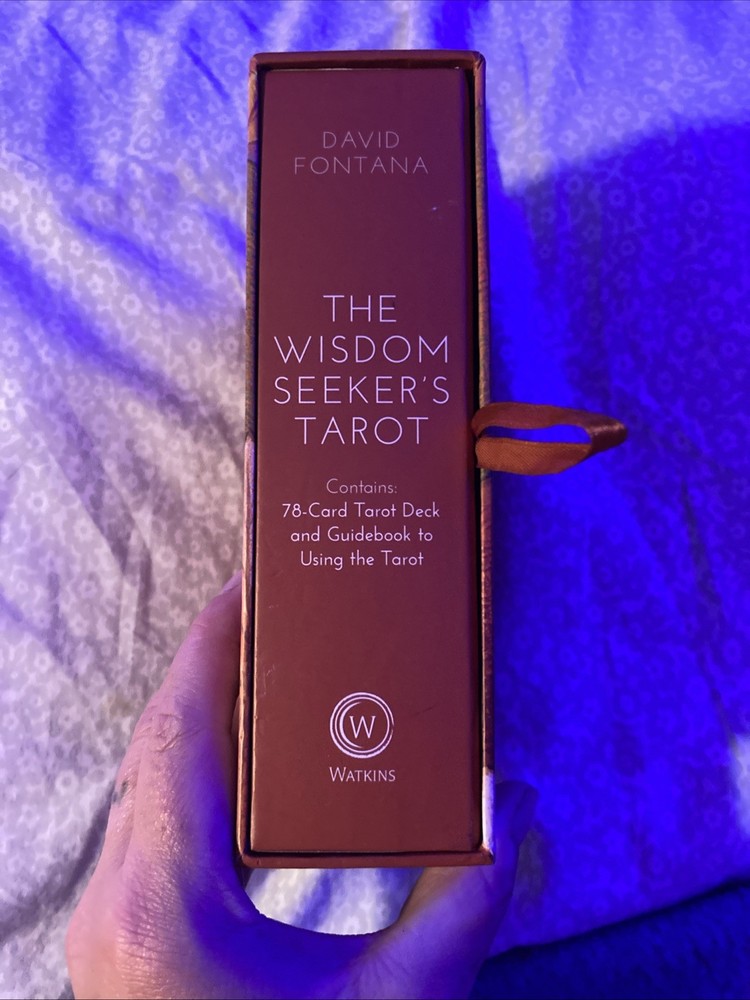 DAVID
FONTANA
THE
WISDOM
SEEKER'S
TAROT
Contains:
78-Card Tarot Deck
and Guidebook to
Using the Tarot
W
WATKINS